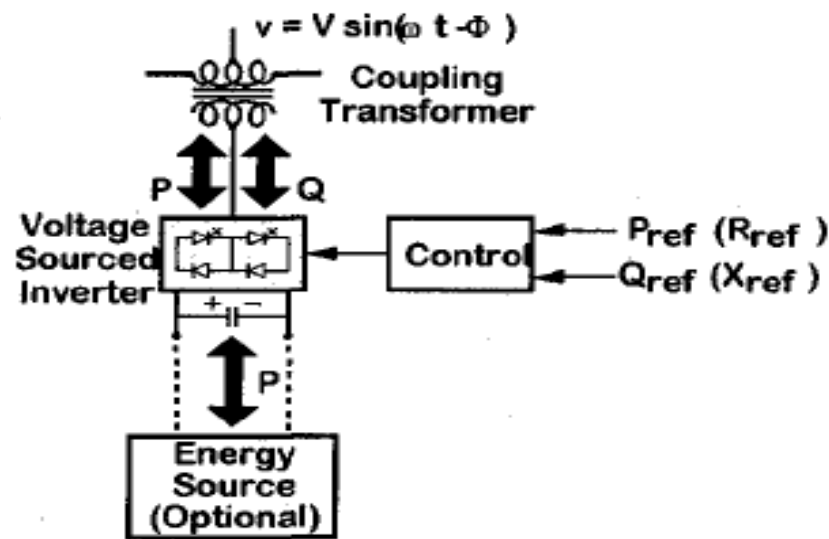 v = V sin(ω t -Φ )
Coupling
Transformer
P
Q
Voltage
Sourced
Inverter
Control
Pref (Rref )
Qref (Xref )
+
−
P
Energy
Source
(Optional)